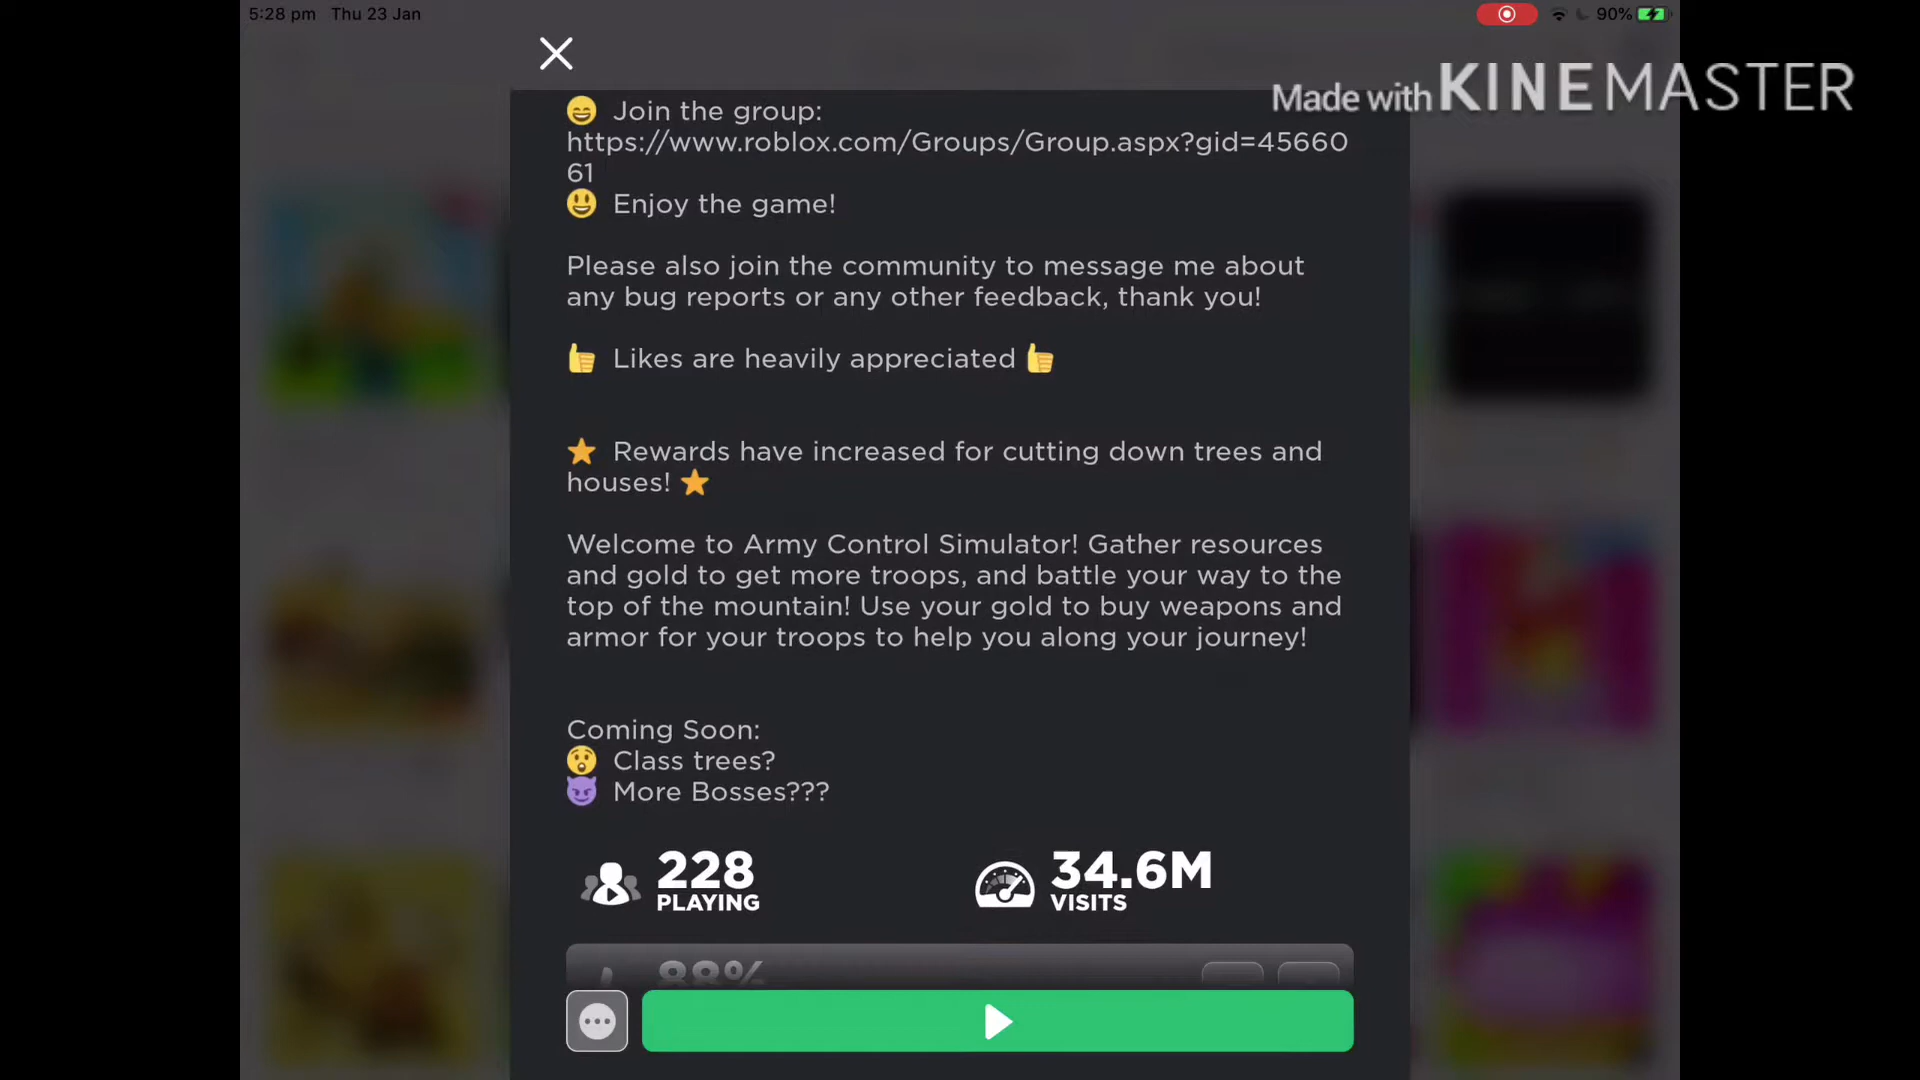 5:28 pm Thu 23 Jan
90%
Made with KINEMASTER
😄 Join the group:
https://www.roblox.com/Groups/Group.aspx?gid=45660
61
😃 Enjoy the game!
Please also join the community to message me about
any bug reports or any other feedback, thank you!
👍 Likes are heavily appreciated 👍
⭐ Rewards have increased for cutting down trees and
houses! ⭐
Welcome to Army Control Simulator! Gather resources
and gold to get more troops, and battle your way to the
top of the mountain! Use your gold to buy weapons and
armor for your troops to help you along your journey!
Coming Soon:
😲 Class trees?
😈 More Bosses???
228
PLAYING
34.6M
VISITS
88%